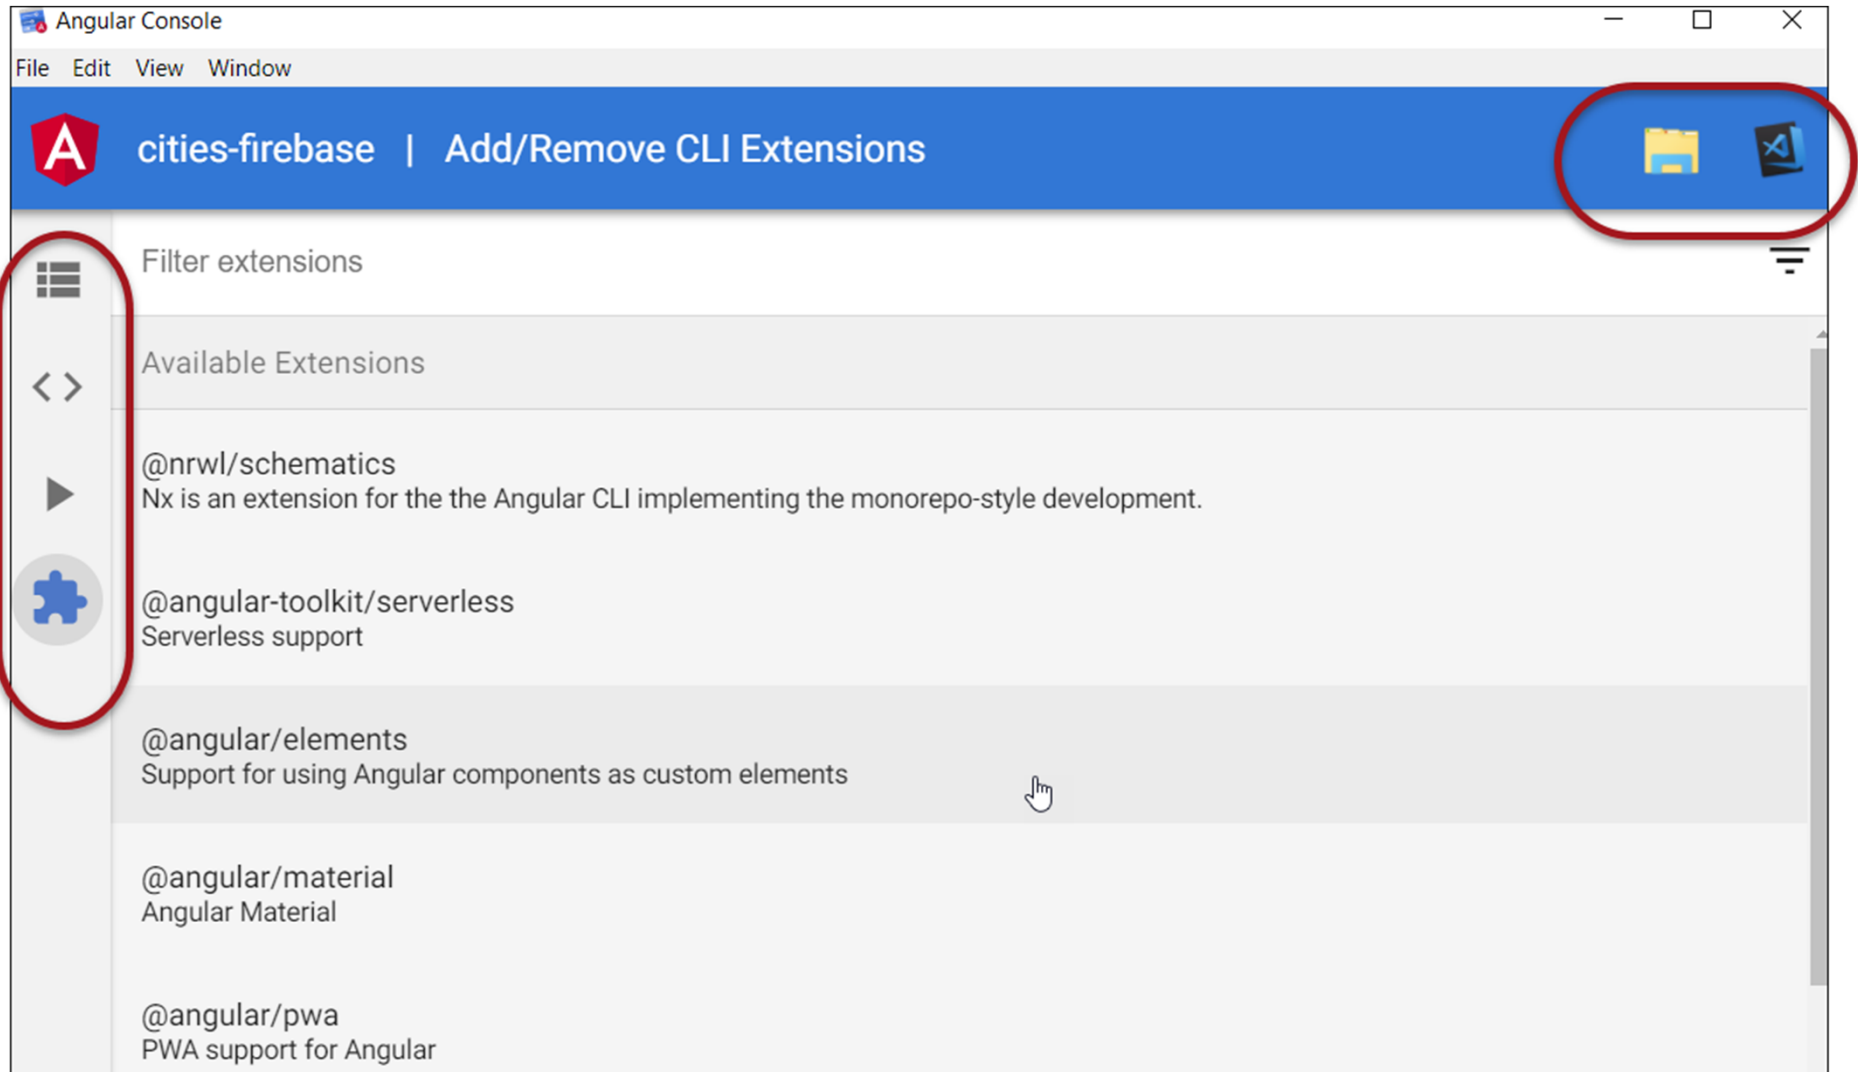 Angular Console
File Edit View Window
cities-firebase | Add/Remove CLI Extensions
Filter extensions
Available Extensions
@nrwl/schematics
Nx is an extension for the the Angular CLI implementing the monorepo-style development.
@angular-toolkit/serverless
Serverless support
@angular/elements
Support for using Angular components as custom elements
@angular/material
Angular Material
@angular/pwa
PWA support for Angular